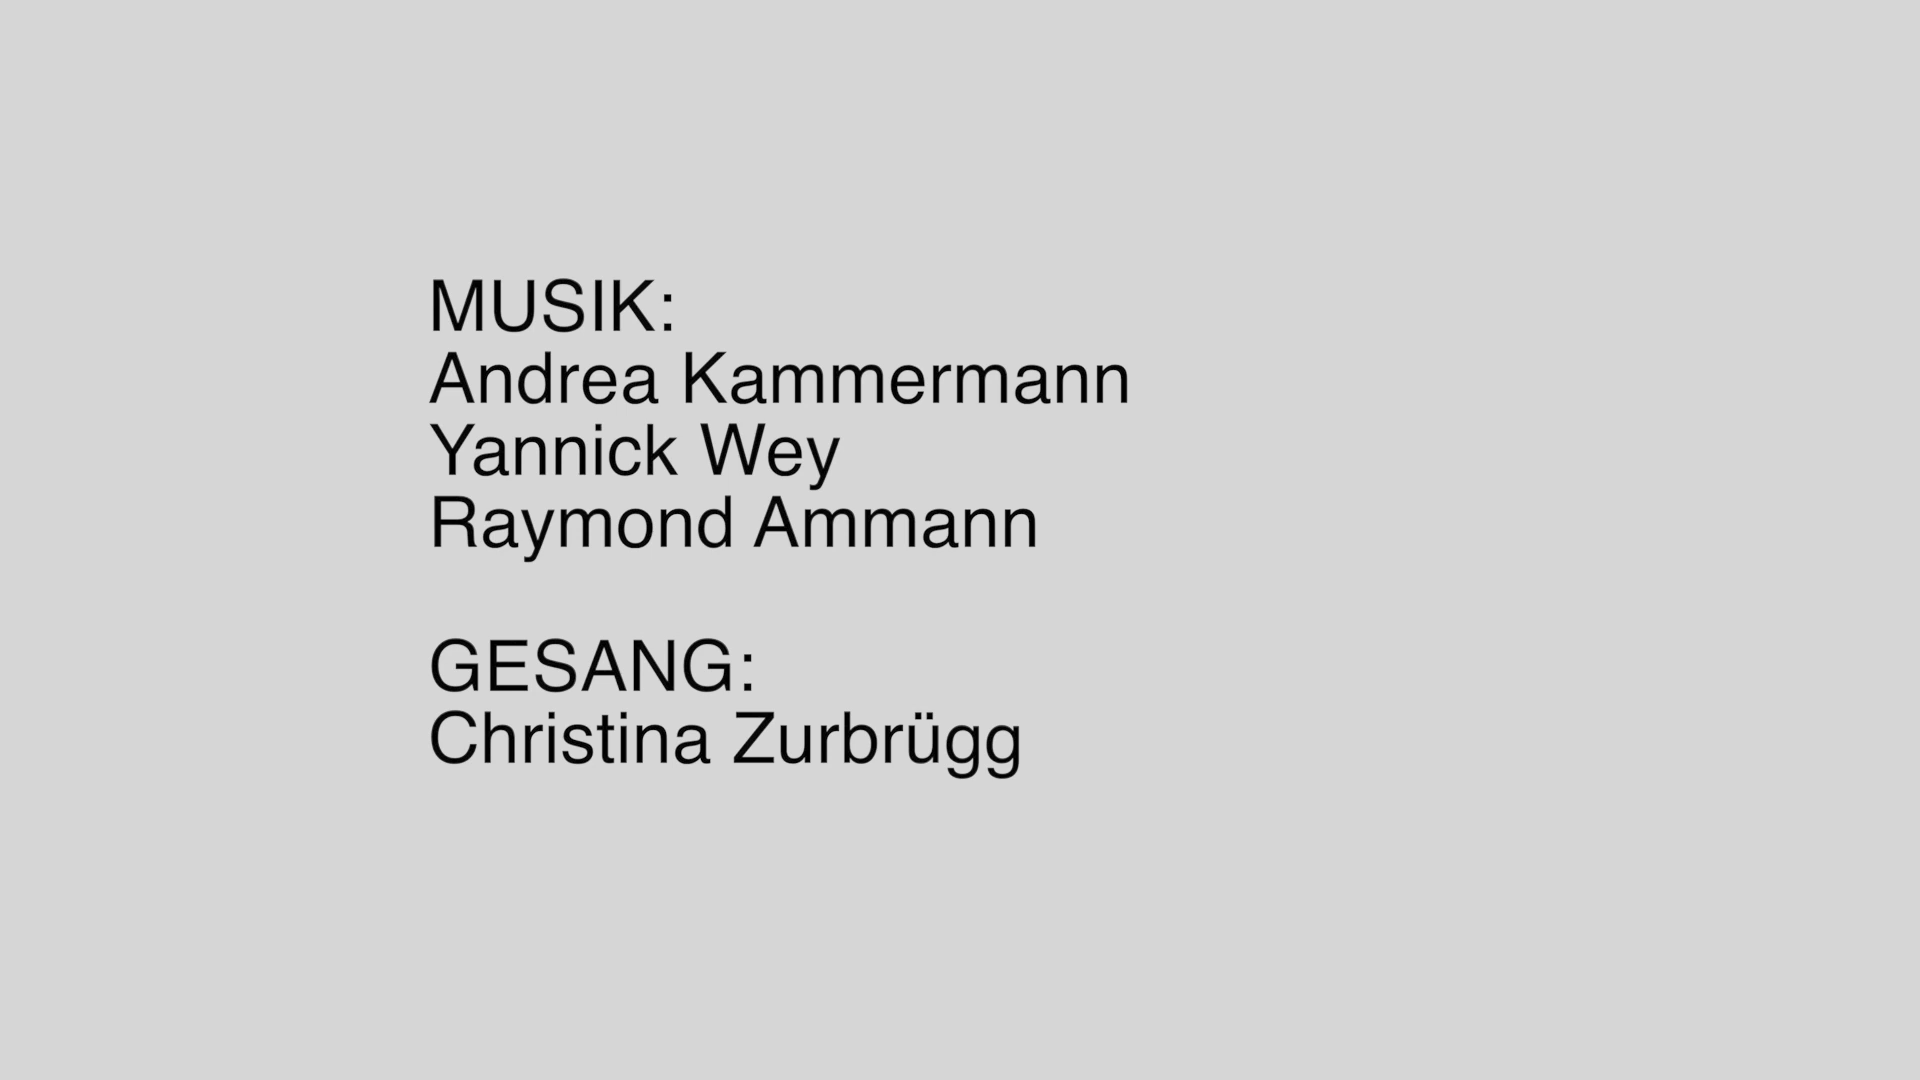 MUSIK:
Andrea Kammermann
Yannick Wey
Raymond Ammann
GESANG:
Christina Zurbrügg